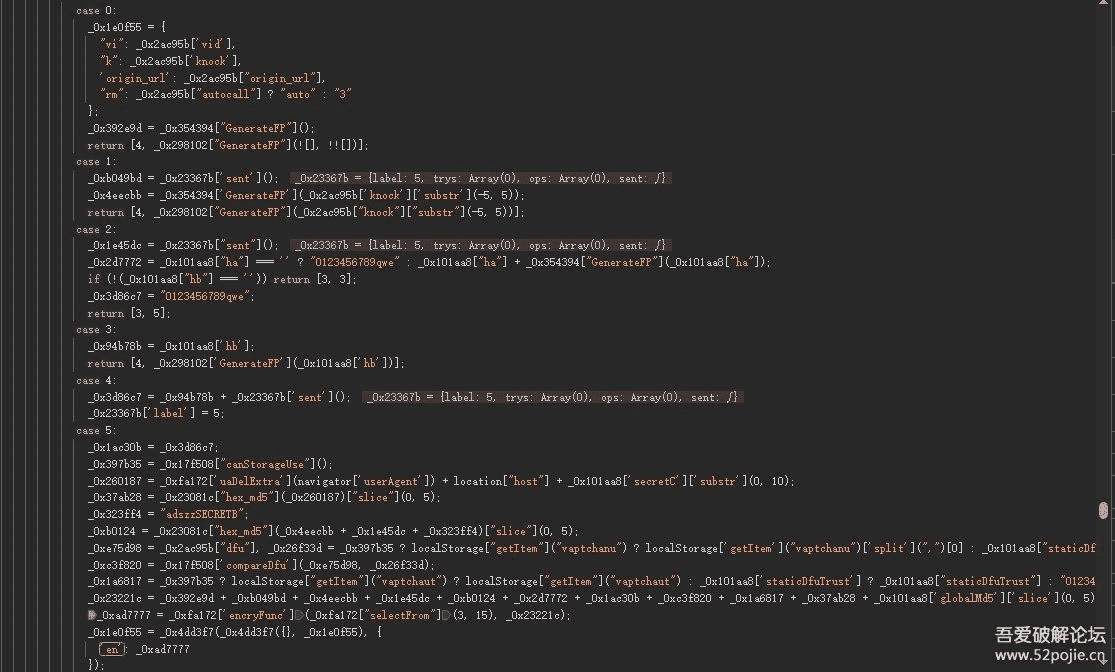 case 0:
_0x1e0f55 = {
"vi": _0x2ac95b['vid'],
"k": _0x2ac95b['knock'],
'origin_url': _0x2ac95b["origin_url"],
"rm": _0x2ac95b["autocall"] ? "auto" : "3"
};
_0x392e9d = _0x354394["GenerateFP"]();
return [4, _0x298102["GenerateFP"](![], !![])];
case 1:
_0xb049bd = _0x23367b['sent'](); _0x23367b = {label: 5, trys: Array(0), ops: Array(0), sent: ƒ}
_0x4eecbb = _0x354394['GenerateFP'](_0x2ac95b['knock']['substr'](-5, 5));
return [4, _0x298102["GenerateFP"](_0x2ac95b["knock"]["substr"](-5, 5))];
case 2:
_0x1e45dc = _0x23367b["sent"](); _0x23367b = {label: 5, trys: Array(0), ops: Array(0), sent: ƒ}
_0x2d7772 = _0x101aa8["ha"] === '' ? "0123456789qwe" : _0x101aa8["ha"] + _0x354394["GenerateFP"](_0x101aa8["ha"]);
if (!(_0x101aa8["hb"] === '')) return [3, 3];
_0x3d86c7 = "0123456789qwe";
return [3, 5];
case 3:
_0x94b78b = _0x101aa8['hb'];
return [4, _0x298102['GenerateFP'](_0x101aa8['hb'])];
case 4:
_0x3d86c7 = _0x94b78b + _0x23367b['sent'](); _0x23367b = {label: 5, trys: Array(0), ops: Array(0), sent: ƒ}
_0x23367b['label'] = 5;
case 5:
_0x1ac30b = _0x3d86c7;
_0x397b35 = _0x17f508["canStorageUse"]();
_0x260187 = _0xfa172['uaDelExtra'](navigator['userAgent']) + location["host"] + _0x101aa8['secretC']['substr'](0, 10);
_0x37ab28 = _0x23081c["hex_md5"](_0x260187)["slice"](0, 5);
_0x323ff4 = "adszzSECRETB";
_0xb0124 = _0x23081c["hex_md5"](_0x4eecbb + _0x1e45dc + _0x323ff4)["slice"](0, 5);
_0xe75d98 = _0x2ac95b["dfu"], _0x26f33d = _0x397b35 ? localStorage["getItem"]("vaptchanu") ? localStorage['getItem']("vaptchanu")['split'](",")[0] : _0x101aa8["staticDf
_0xc3f820 = _0x17f508['compareDfu'](_0xe75d98, _0x26f33d);
_0x1a6817 = _0x397b35 ? localStorage["getItem"]("vaptchaut") ? localStorage["getItem"]("vaptchaut") : _0x101aa8['staticDfuTrust'] ? _0x101aa8["staticDfuTrust"] : "01234
_0x23221c = _0x392e9d + _0xb049bd + _0x4eecbb + _0x1e45dc + _0xb0124 + _0x2d7772 + _0x1ac30b + _0xc3f820 + _0x1a6817 + _0x37ab28 + _0x101aa8['globalMd5']['slice'](0, 5)
_0xad7777 = _0xfa172['encryFunc'](_0xfa172["selectFrom"](3, 15), _0x23221c);
_0x1e0f55 = _0x4dd3f7(_0x4dd3f7({}, _0x1e0f55), {
'en': _0xad7777
});
吾爱破解论坛
www.52pojie.cn